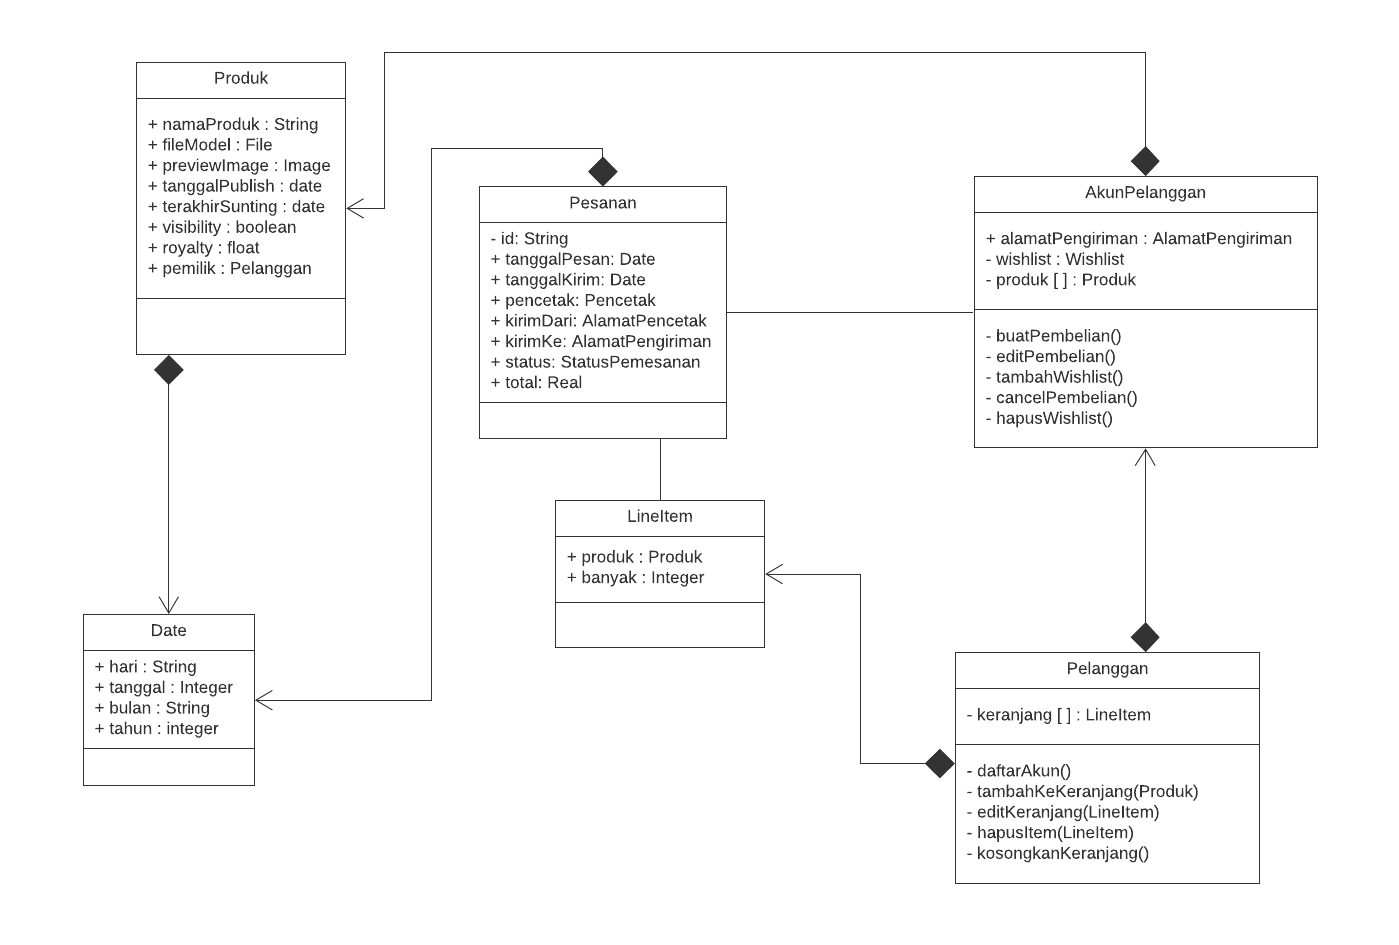 Produk
+ namaProduk : String
+ fileModel : File
+ previewImage : Image
+ tanggalPublish : date
+ terakhirSunting : date
+ visibility : boolean
+ royalty : float
+ pemilik : Pelanggan
Pesanan
- id: String
+ tanggalPesan: Date
+ tanggalKirim: Date
+ pencetak: Pencetak
+ kirimDari: AlamatPencetak
+ kirimKe: AlamatPengiriman
+ status: StatusPemesanan
+ total: Real
AkunPelanggan
+ alamatPengiriman : AlamatPengiriman
- wishlist : Wishlist
- produk [ ] : Produk
- buatPembelian()
- editPembelian()
- tambahWishlist()
- cancelPembelian()
- hapusWishlist()
LineItem
+ produk : Produk
+ banyak : Integer
Date
+ hari : String
+ tanggal : Integer
+ bulan : String
+ tahun : integer
Pelanggan
- keranjang [ ] : LineItem
- daftarAkun()
- tambahKeKeranjang(Produk)
- editKeranjang(LineItem)
- hapusItem(LineItem)
- kosongkanKeranjang()